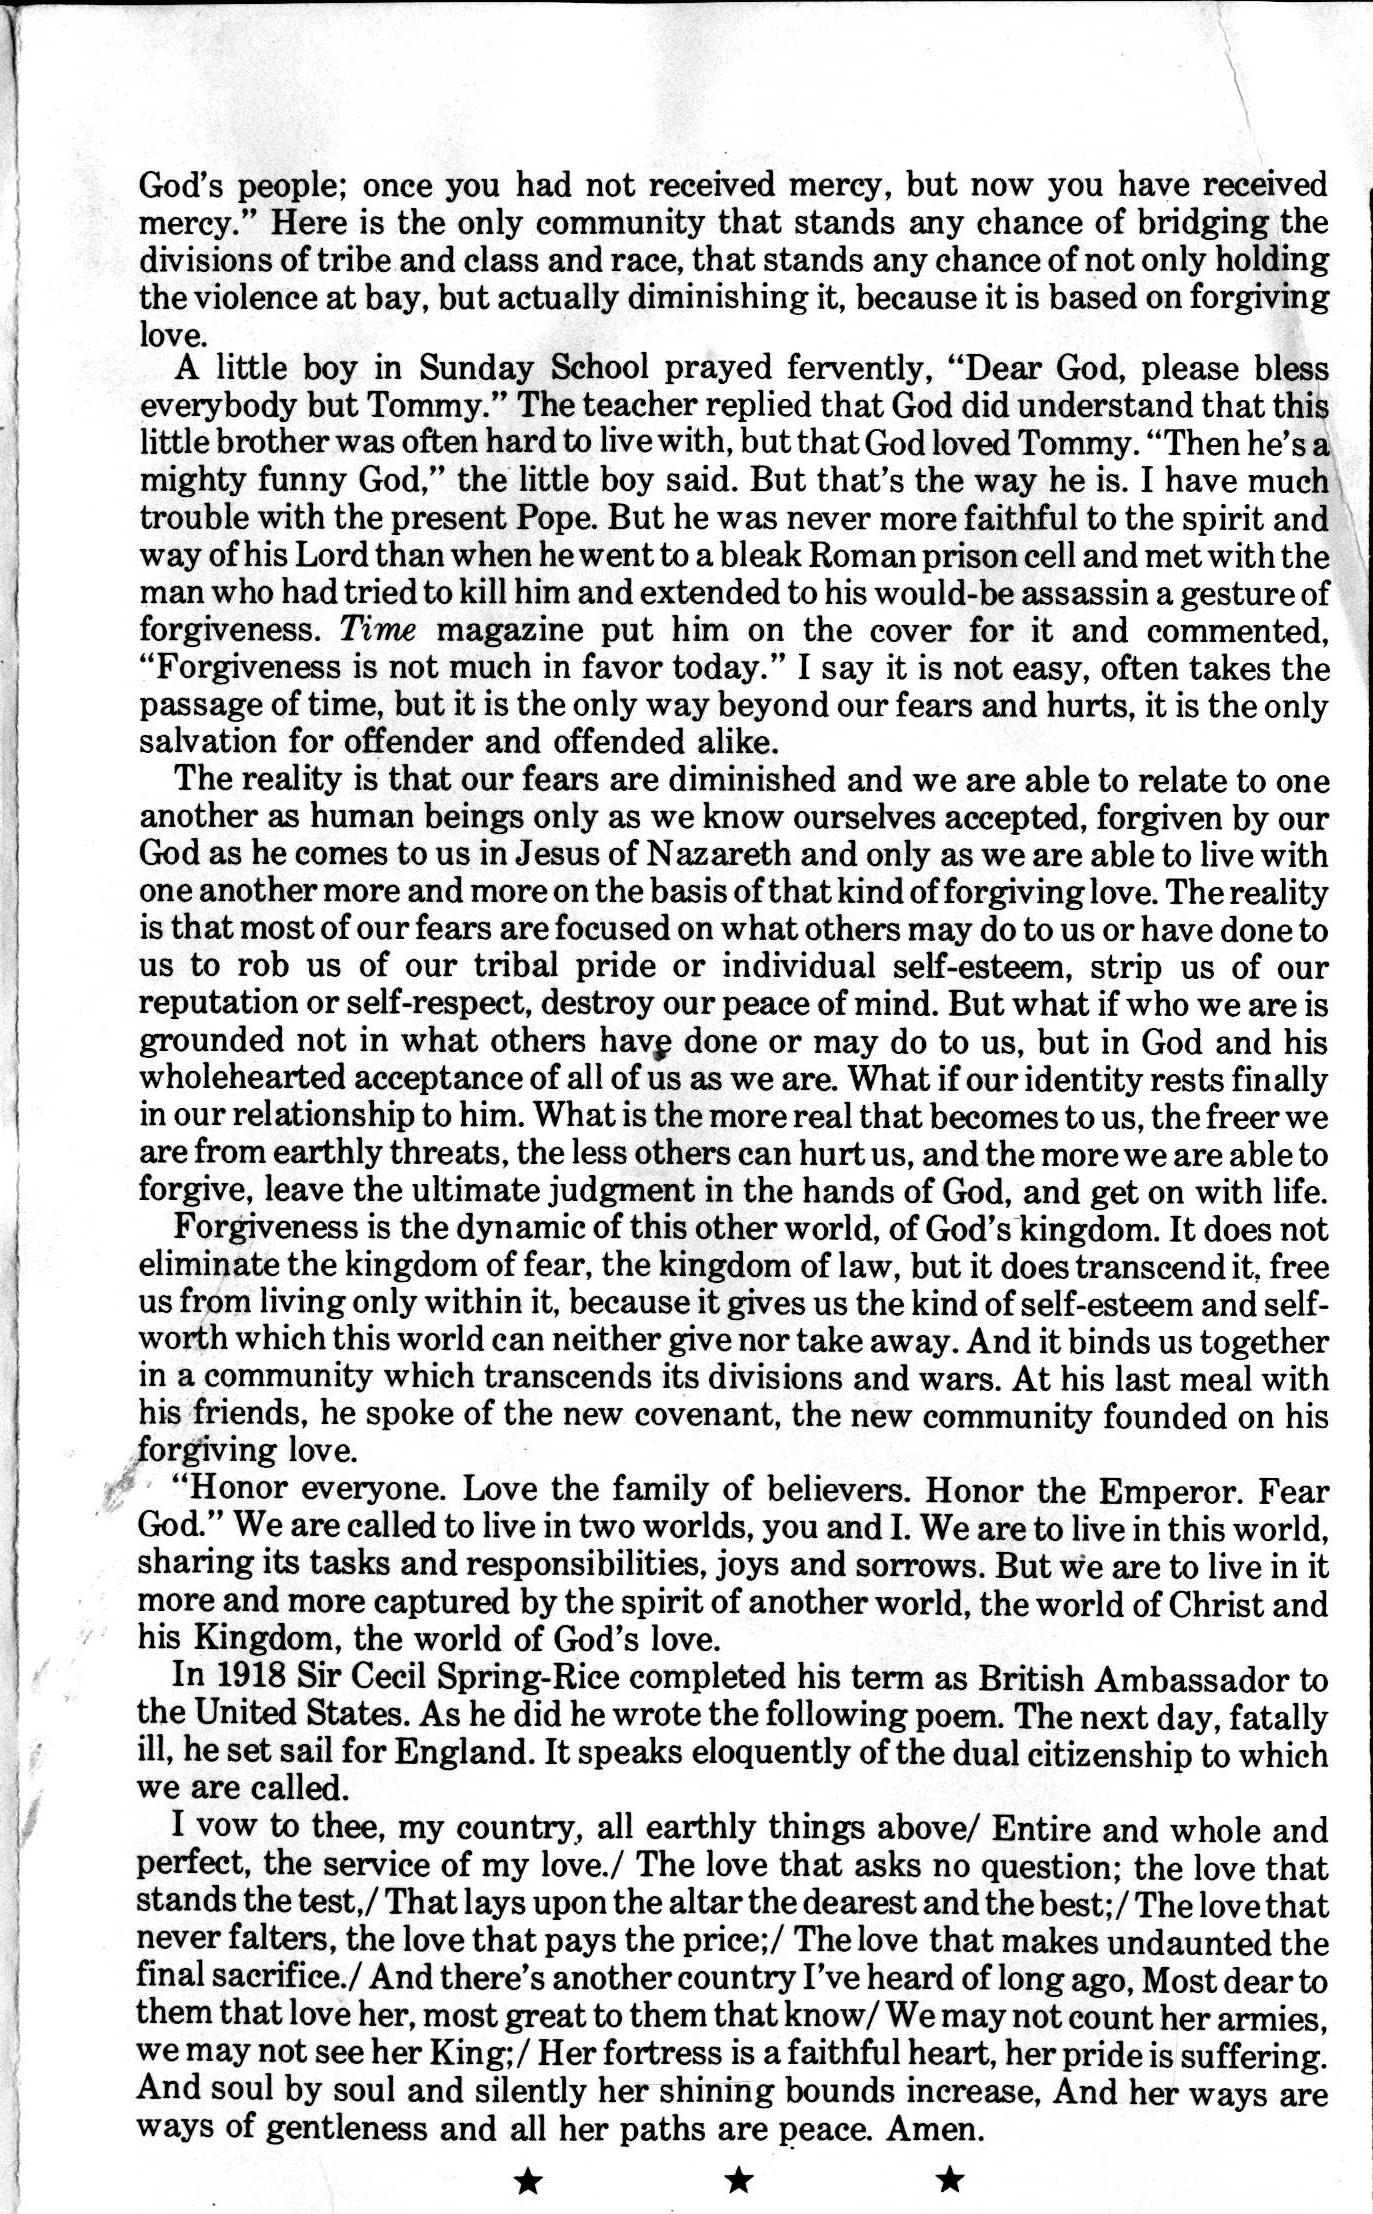 God's people; once you had not received mercy, but now you have received
mercy." Here is the only community that stands any chance of bridging the
divisions of tribe and class and race, that stands any chance of not only holding
the violence at bay, but actually diminishing it, because it is based on forgiving
love.
A little boy in Sunday School prayed fervently, "Dear God, please bless
everybody but Tommy." The teacher replied that God did understand that this
little brother was often hard to live with, but that God loved Tommy. "Then he's a
mighty funny God," the little boy said. But that's the way he is. I have much
trouble with the present Pope. But he was never more faithful to the spirit and
way of his Lord than when he went to a bleak Roman prison cell and met with the
man who had tried to kill him and extended to his would-be assassin a gesture of
forgiveness. Time magazine put him on the cover for it and commented,
"Forgiveness is not much in favor today." I say it is not easy, often takes the
passage of time, but it is the only way beyond our fears and hurts, it is the only
salvation for offender and offended alike.
The reality is that our fears are diminished and we are able to relate to one
another as human beings only as we know ourselves accepted, forgiven by our
God as he comes to us in Jesus of Nazareth and only as we are able to live with
one another more and more on the basis of that kind of forgiving love. The reality
is that most of our fears are focused on what others may do to us or have done to
us to rob us of our tribal pride or individual self-esteem, strip us of our
reputation or self-respect, destroy our peace of mind. But what if who we are is
grounded not in what others have done or may do to us, but in God and his
wholehearted acceptance of all of us as we are. What if our identity rests finally
in our relationship to him. What is the more real that becomes to us, the freer we
are from earthly threats, the less others can hurt us, and the more we are able to
forgive, leave the ultimate judgment in the hands of God, and get on with life.
Forgiveness is the dynamic of this other world, of God's kingdom. It does not
eliminate the kingdom of fear, the kingdom of law, but it does transcend it, free
us from living only within it, because it gives us the kind of self-esteem and self-
worth which this world can neither give nor take away. And it binds us together
in a community which transcends its divisions and wars. At his last meal with
his friends, he spoke of the new covenant, the new community founded on his
forgiving love.
"Honor everyone. Love the family of believers. Honor the Emperor. Fear
God." We are called to live in two worlds, you and I. We are to live in this world,
sharing its tasks and responsibilities, joys and sorrows. But we are to live in it
more and more captured by the spirit of another world, the world of Christ and
his Kingdom, the world of God's love.
In 1918 Sir Cecil Spring-Rice completed his term as British Ambassador to
the United States. As he did he wrote the following poem. The next day, fatally
ill, he set sail for England. It speaks eloquently of the dual citizenship to which
we are called.
I vow to thee, my country, all earthly things above/ Entire and whole and
perfect, the service of my love./ The love that asks no question; the love that
stands the test,/ That lays upon the altar the dearest and the best;/ The love that
never falters, the love that pays the price;/ The love that makes undaunted the
final sacrifice./ And there's another country I've heard of long ago, Most dear to
them that love her, most great to them that know/ We may not count her armies,
we may not see her King;/ Her fortress is a faithful heart, her pride is suffering.
And soul by soul and silently her shining bounds increase, And her ways are
ways of gentleness and all her paths are peace. Amen.
★ ★ ★